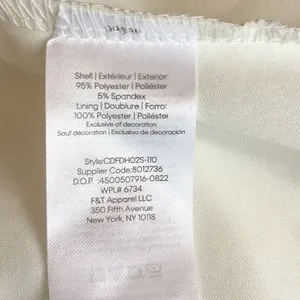 Shell | Extérieur | Exterior:
95% Polyester | Poliéster
5% Spandex
Lining | Doublure | Forro:
100% Polyester | Poliéster
Exclusive of decoration
Sauf décoration | Exclusivo de decoración
Style:CDFDH02S-110
Supplier Code:8012736
D.O.P. :4500507916-0822
WPL# 6734
F&T Apparel LLC
350 Fifth Avenue
New York, NY 10118